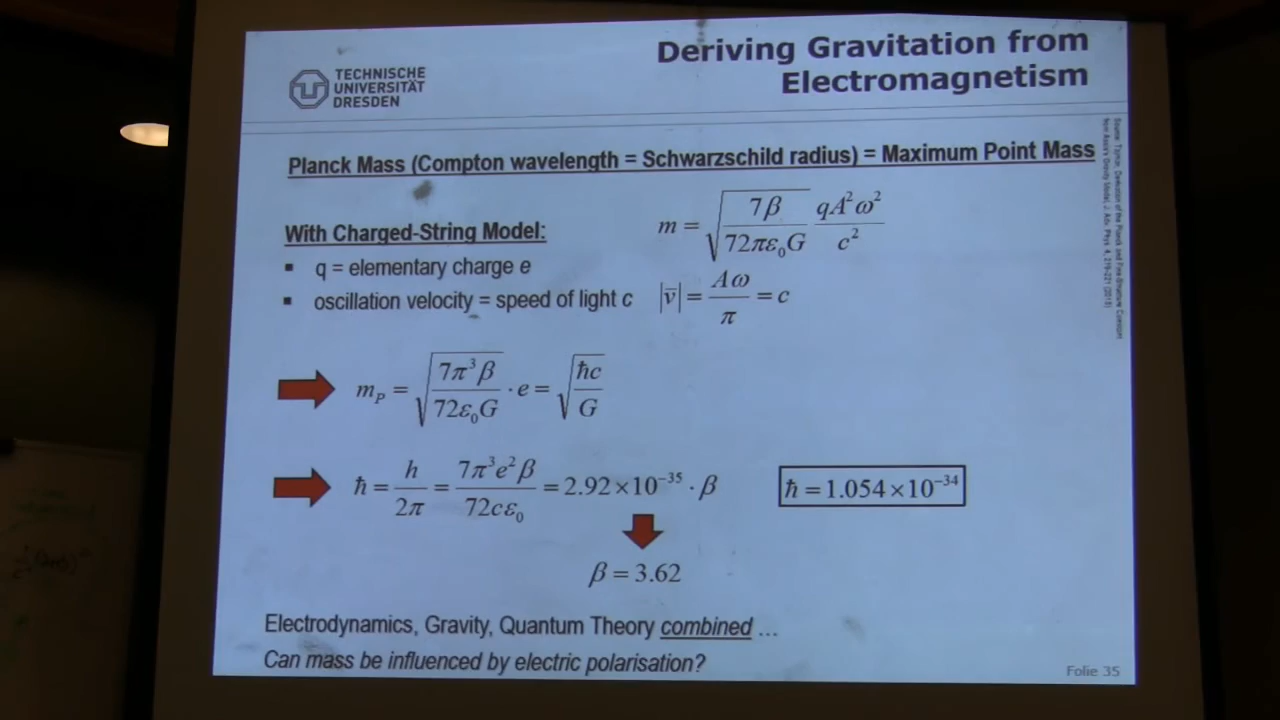 TECHNISCHE
UNIVERSITÄT
DRESDEN
Deriving Gravitation from
Electromagnetism
Planck Mass (Compton wavelength = Schwarzschild radius) = Maximum Point Mass
With Charged-String Model:
m = √(7β / 72πε₀G) qA²ω² / c²
▪ q = elementary charge e
▪ oscillation velocity = speed of light c |v̄| = Aω / π = c
m_P = √(7π³β / 72ε₀G) · e = √(ħc / G)
ħ = h / 2π = 7π³e²β / 72cε₀ = 2.92×10⁻³⁵ · β
ħ = 1.054×10⁻³⁴
β = 3.62
Electrodynamics, Gravity, Quantum Theory combined ...
Can mass be influenced by electric polarisation?
Folie 35